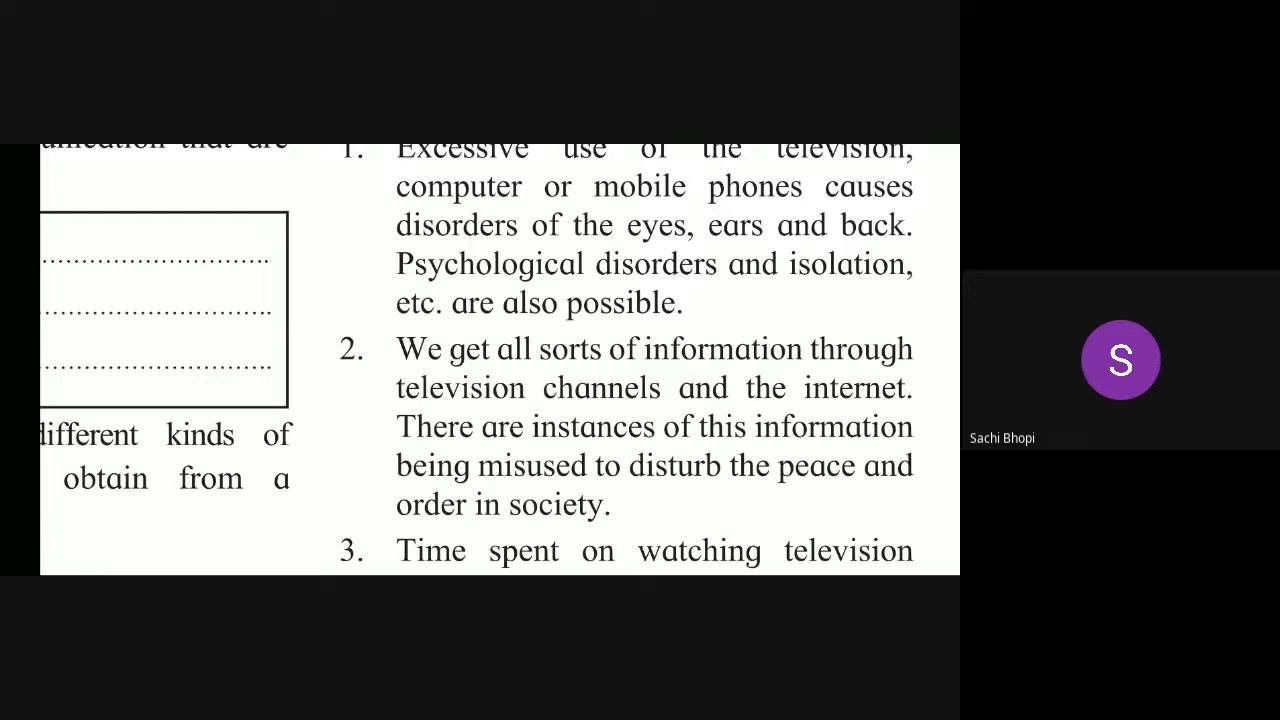 unication that are
different kinds of
obtain from a
1. Excessive use of the television,
computer or mobile phones causes
disorders of the eyes, ears and back.
Psychological disorders and isolation,
etc. are also possible.
2. We get all sorts of information through
television channels and the internet.
There are instances of this information
being misused to disturb the peace and
order in society.
3. Time spent on watching television
S
Sachi Bhopi